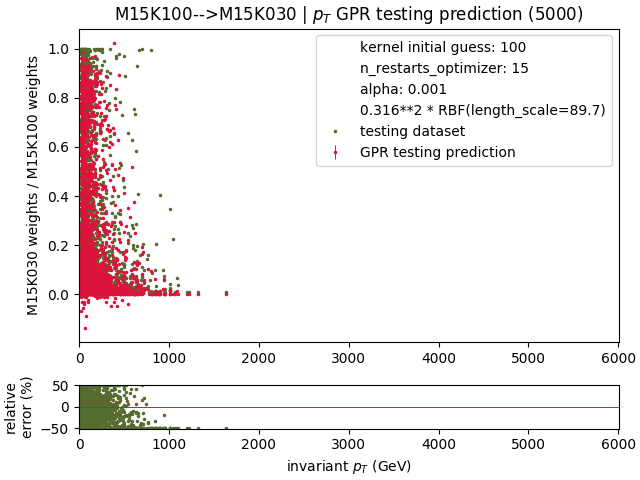 M15K100-->M15K030 | p_T GPR testing prediction (5000)
kernel initial guess: 100
n_restarts_optimizer: 15
alpha: 0.001
0.316**2 * RBF(length_scale=89.7)
testing dataset
GPR testing prediction
M15K030 weights / M15K100 weights
1.0
0.8
0.6
0.4
0.2
0.0
0 1000 2000 3000 4000 5000 6000
relative
error (%)
50
0
−50
0 1000 2000 3000 4000 5000 6000
invariant p_T (GeV)